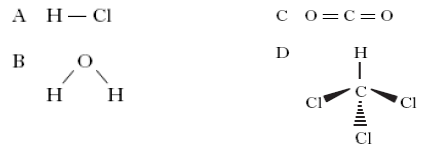 A H — Cl
B O
H H
C O = C = O
D H
C
Cl Cl
Cl